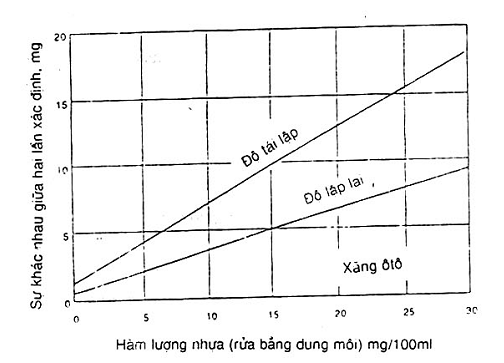 Sự khác nhau giữa hai lần xác định, mg
20
15
10
5
0
Độ tái lập
Độ lập lại
Xăng ôtô
0 5 10 15 20 25 30
Hàm lượng nhựa (rửa bằng dung môi) mg/100ml